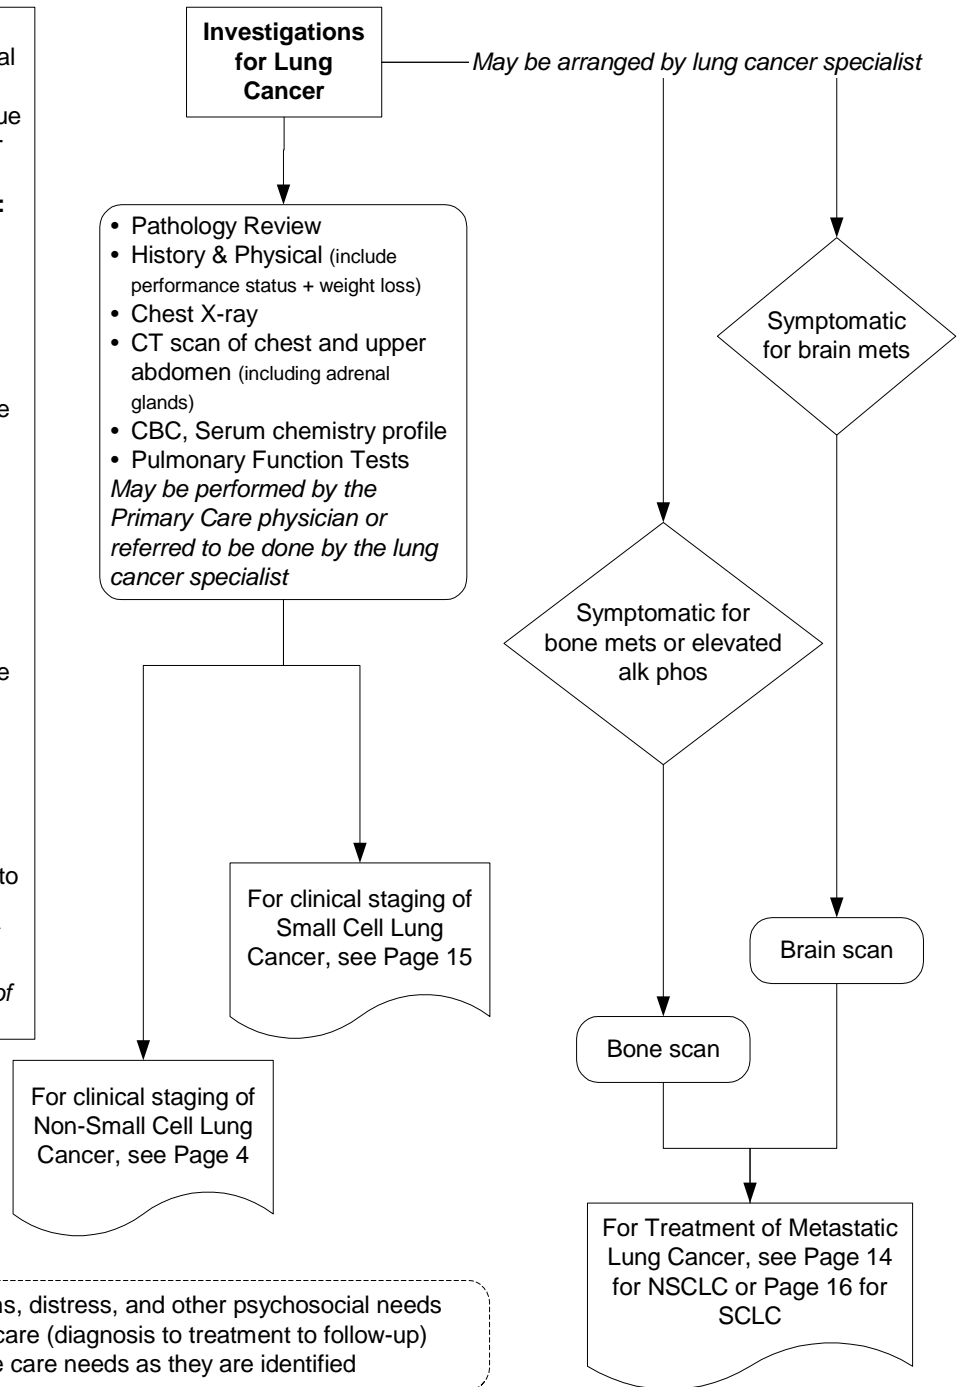 al
ue
r
:
e
e
to
of
Investigations
for Lung
Cancer
May be arranged by lung cancer specialist
• Pathology Review
• History & Physical (include
performance status + weight loss)
• Chest X-ray
• CT scan of chest and upper
abdomen (including adrenal
glands)
• CBC, Serum chemistry profile
• Pulmonary Function Tests
May be performed by the
Primary Care physician or
referred to be done by the lung
cancer specialist
Symptomatic
for brain mets
Symptomatic for
bone mets or elevated
alk phos
For clinical staging of
Small Cell Lung
Cancer, see Page 15
Brain scan
Bone scan
For clinical staging of
Non-Small Cell Lung
Cancer, see Page 4
For Treatment of Metastatic
Lung Cancer, see Page 14
for NSCLC or Page 16 for
SCLC
ns, distress, and other psychosocial needs
care (diagnosis to treatment to follow-up)
e care needs as they are identified